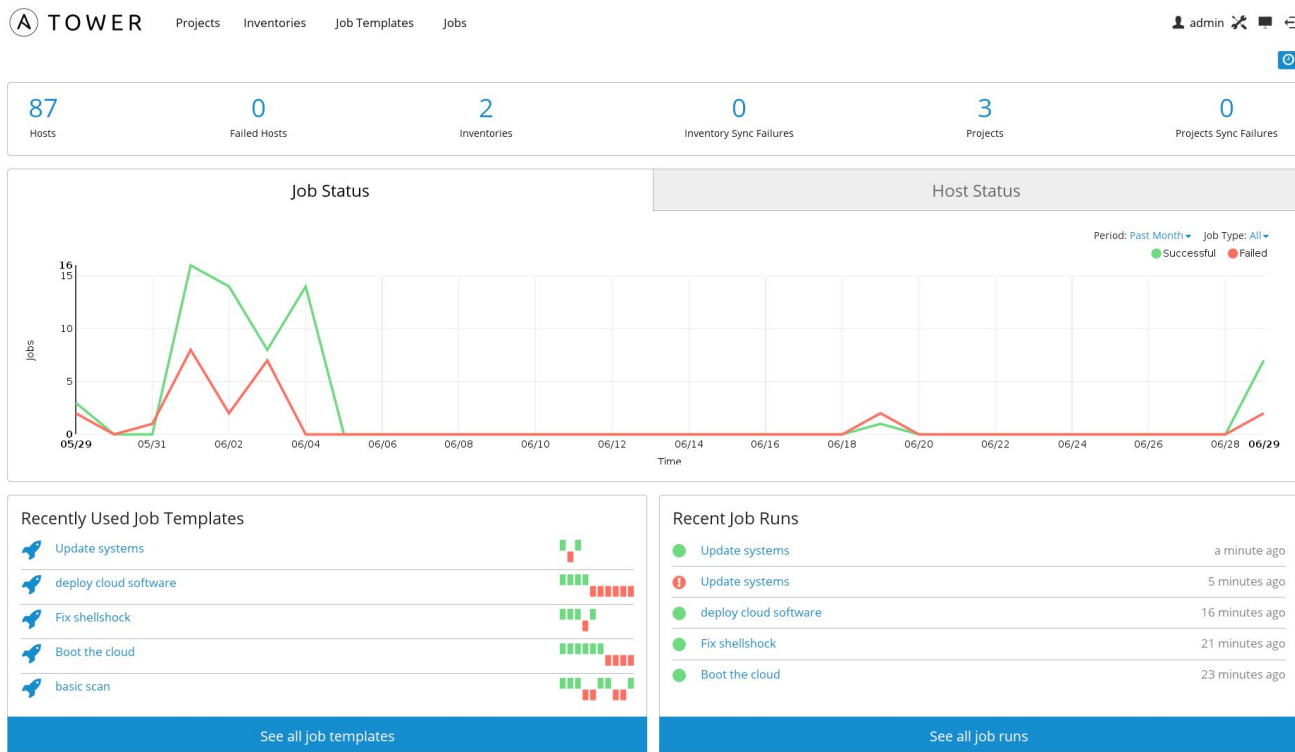 A TOWER Projects Inventories Job Templates Jobs admin
87 0 2 0 3 0
Hosts Failed Hosts Inventories Inventory Sync Failures Projects Projects Sync Failures
Job Status Host Status
Period: Past Month Job Type: All
Successful Failed
16
15
10
5
0
Jobs
05/29 05/31 06/02 06/04 06/06 06/08 06/10 06/12 06/14 06/16 06/18 06/20 06/22 06/24 06/26 06/28 06/29
Time
Recently Used Job Templates
Update systems
deploy cloud software
Fix shellshock
Boot the cloud
basic scan
See all job templates
Recent Job Runs
Update systems a minute ago
Update systems 5 minutes ago
deploy cloud software 16 minutes ago
Fix shellshock 21 minutes ago
Boot the cloud 23 minutes ago
See all job runs